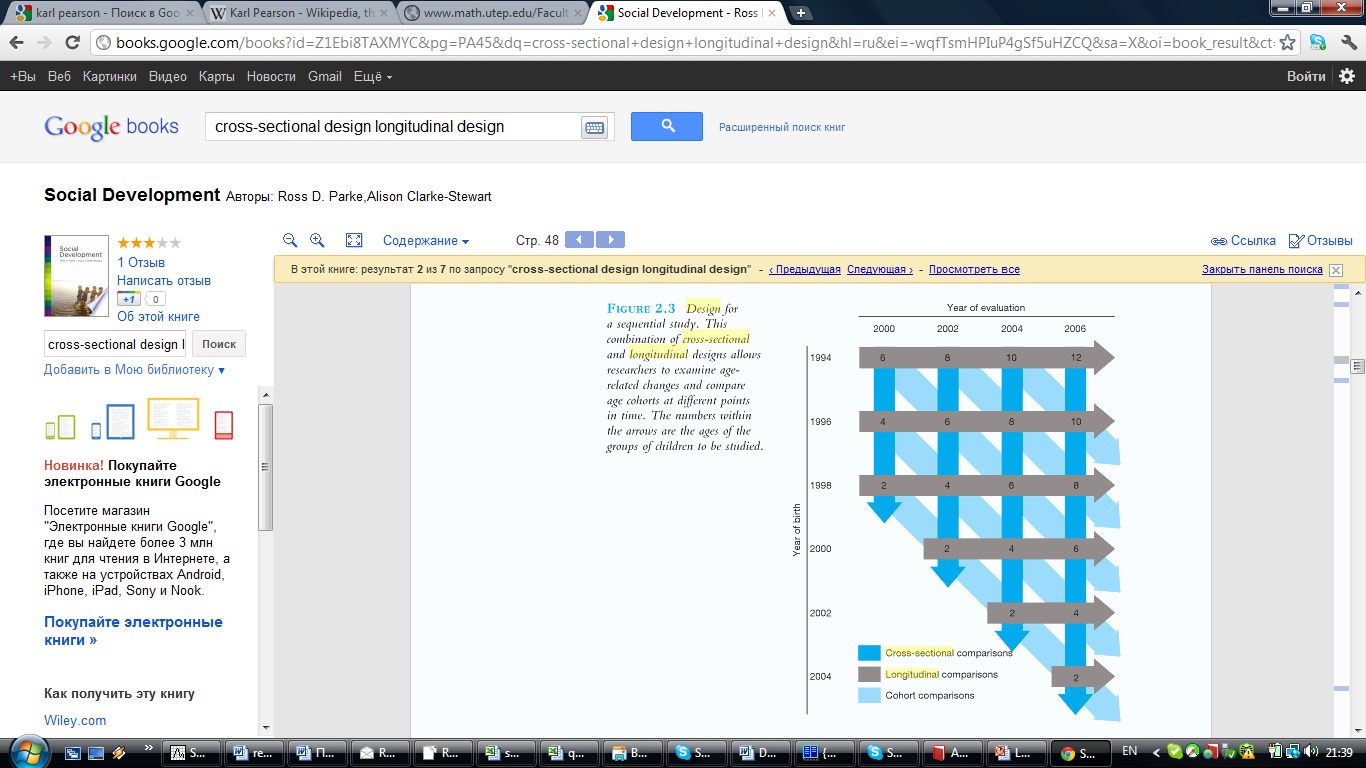 karl pearson - Поиск в Goo
Karl Pearson - Wikipedia, th
www.math.utep.edu/Facult
Social Development - Ross
books.google.com/books?id=Z1Ebi8TAXMYC&pg=PA45&dq=cross-sectional+design+longitudinal+design&hl=ru&ei=-wqfTsmHPIuP4gSf5uHZCQ&sa=X&oi=book_result&ct
+Вы Веб Картинки Видео Карты Новости Gmail Ещё
Войти
Google books
cross-sectional design longitudinal design
Расширенный поиск книг
Social Development Авторы: Ross D. Parke,Alison Clarke-Stewart
Social
Development
1 Отзыв
Написать отзыв
+1 0
Об этой книге
cross-sectional design l
Поиск
Добавить в Мою библиотеку
Новинка! Покупайте
электронные книги Google
Посетите магазин
"Электронные книги Google",
где вы найдете более 3 млн
книг для чтения в Интернете, а
также на устройствах Android,
iPhone, iPad, Sony и Nook.
Покупайте электронные
книги »
Как получить эту книгу
Wiley.com
Содержание
Стр. 48
Ссылка
Отзывы
В этой книге: результат 2 из 7 по запросу "cross-sectional design longitudinal design" - ‹ Предыдущая Следующая › - Просмотреть все
Закрыть панель поиска
FIGURE 2.3 Design for
a sequential study. This
combination of cross-sectional
and longitudinal designs allows
researchers to examine age-
related changes and compare
age cohorts at different points
in time. The numbers within
the arrows are the ages of the
groups of children to be studied.
Year of evaluation
2000 2002 2004 2006
Year of birth
1994 6 8 10 12
1996 4 6 8 10
1998 2 4 6 8
2000 2 4 6
2002 2 4
2004 2
Cross-sectional comparisons
Longitudinal comparisons
Cohort comparisons
S...
re...
П...
R...
R...
s...
q...
B...
S...
D...
{...
S...
A...
L...
S...
EN
21:39